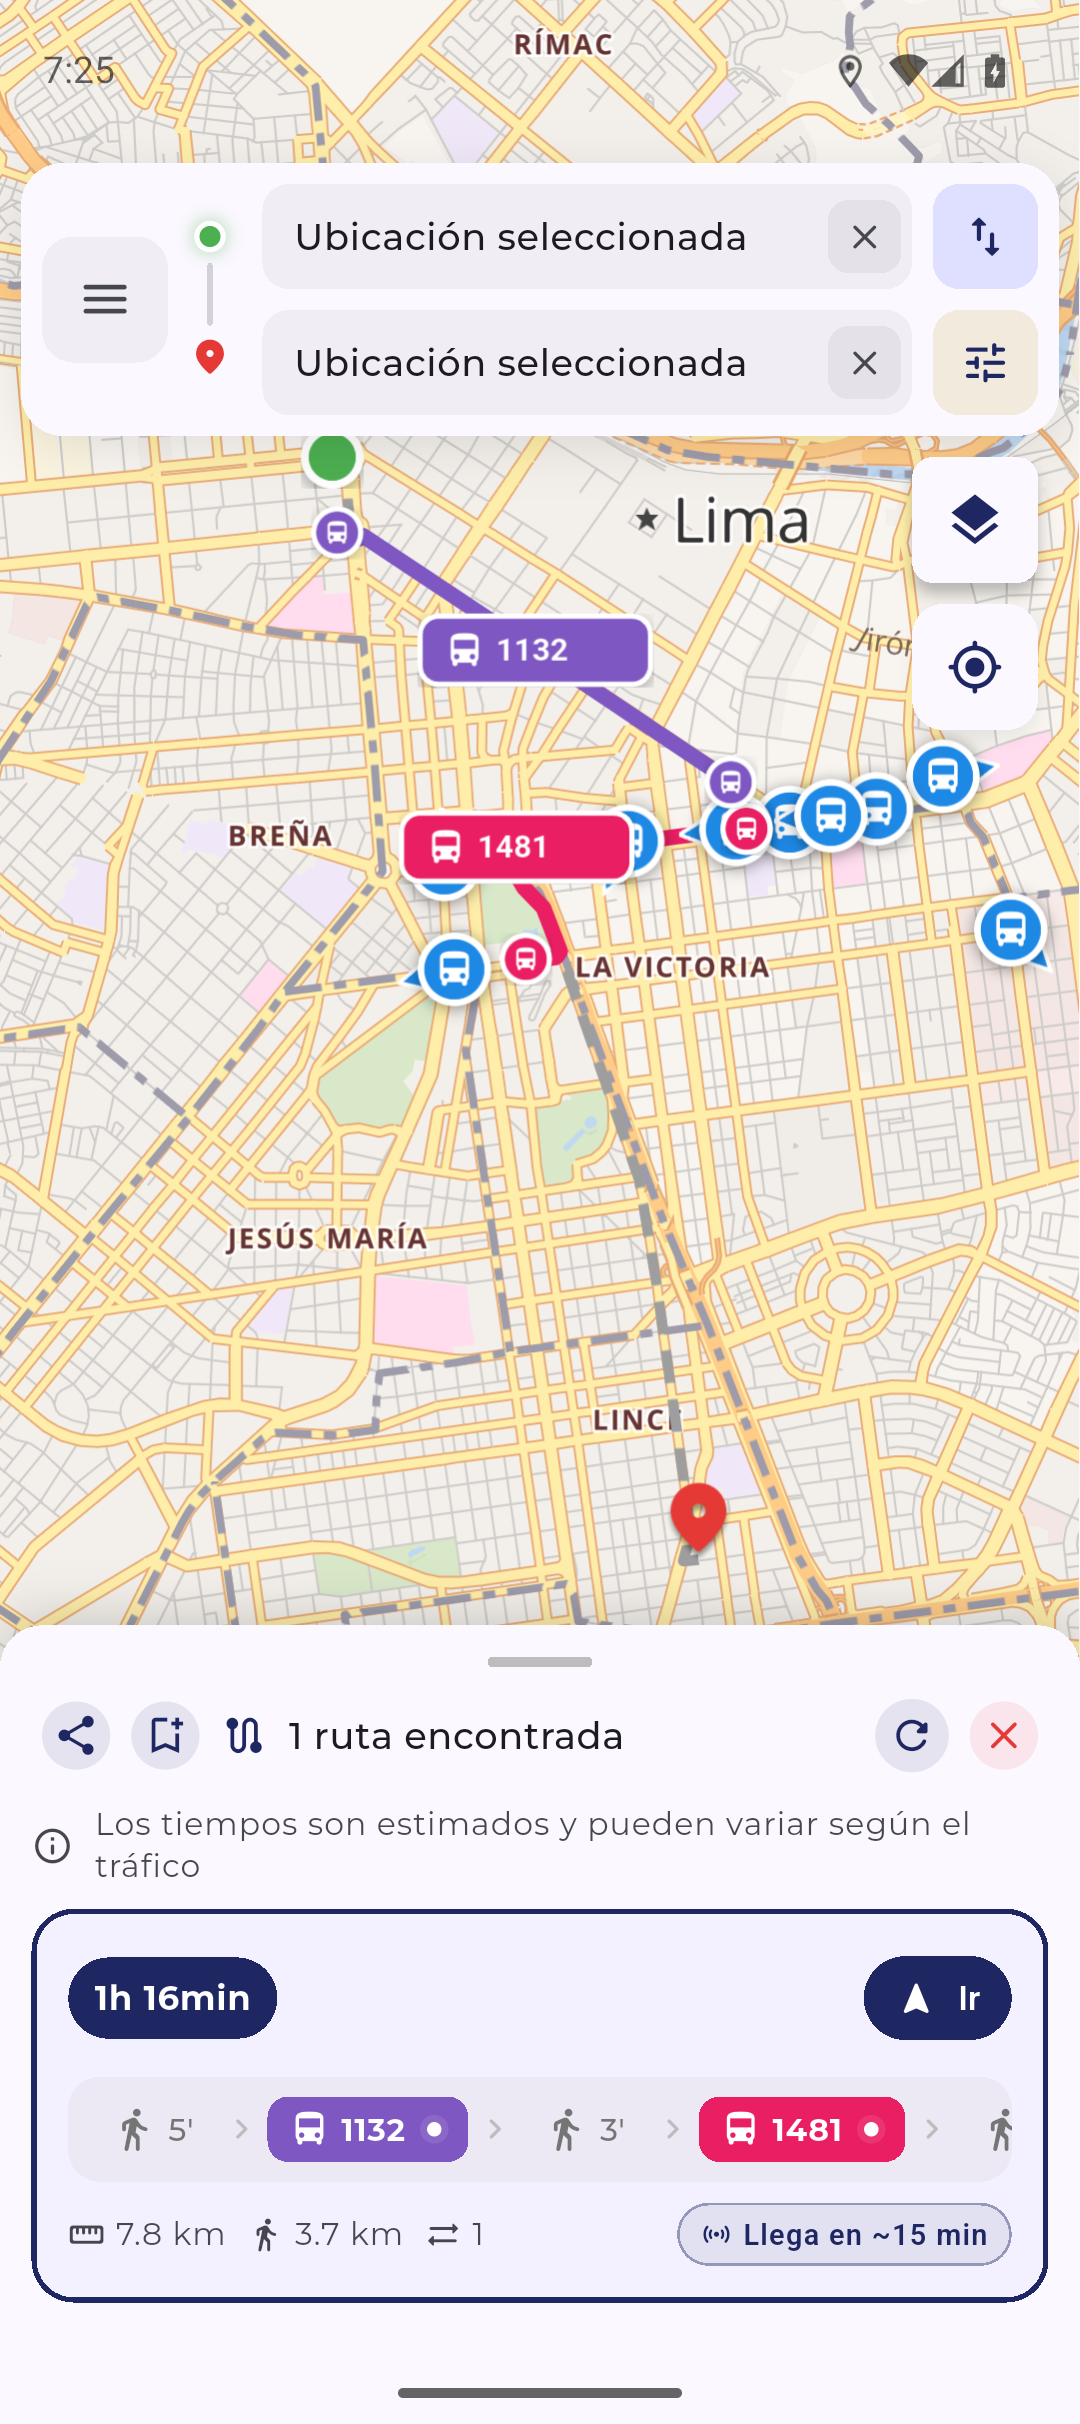 RÍMAC
7:25
Ubicación seleccionada
Ubicación seleccionada
Lima
Jirón
1132
BREÑA
1481
LA VICTORIA
JESÚS MARÍA
LINCE
1 ruta encontrada
Los tiempos son estimados y pueden variar según el
tráfico
1h 16min
Ir
5' 1132 3' 1481
7.8 km 3.7 km 1 Llega en ~15 min